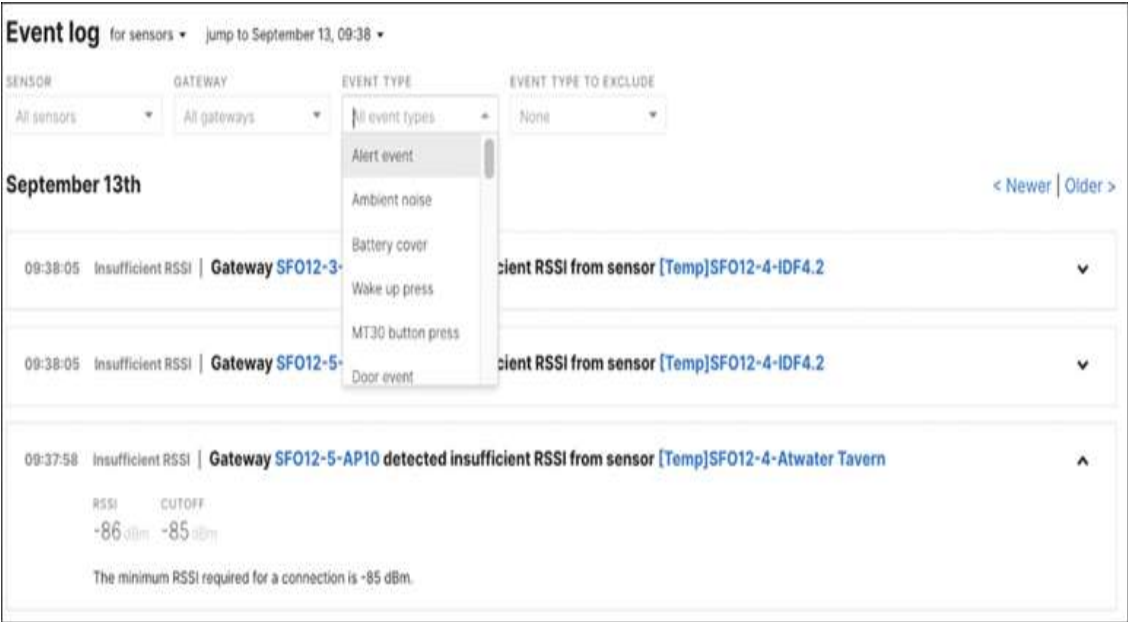 Event log for sensors jump to September 13, 09:38
SENSOR GATEWAY EVENT TYPE EVENT TYPE TO EXCLUDE
All sensors All gateways All event types None
Alert event
September 13th
< Newer | Older >
Ambient noise
Battery cover
09:38:05 Insufficient RSSI | Gateway SFO12-3- cient RSSI from sensor [Temp]SFO12-4-IDF4.2
Wake up press
MT30 button press
09:38:05 Insufficient RSSI | Gateway SFO12-5- cient RSSI from sensor [Temp]SFO12-4-IDF4.2
Door event
09:37:58 Insufficient RSSI | Gateway SFO12-5-AP10 detected insufficient RSSI from sensor [Temp]SFO12-4-Atwater Tavern
RSSI CUTOFF
-86 dBm -85 dBm
The minimum RSSI required for a connection is -85 dBm.